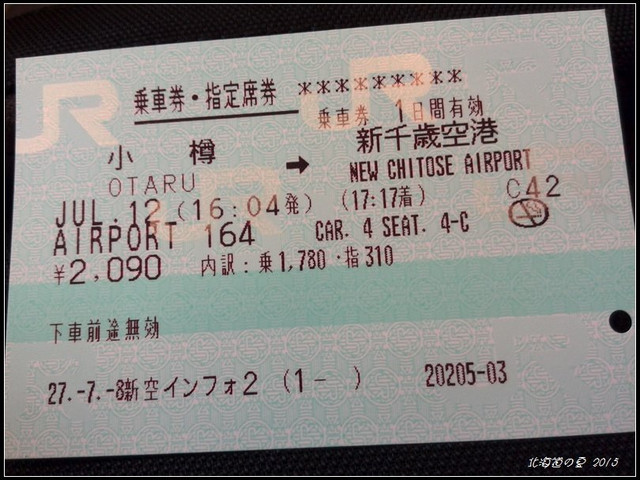 乗車券・指定席券 **********
乗車券 1日間有効
小 樽 → 新千歳空港
OTARU NEW CHITOSE AIRPORT
JUL.12 (16:04発) (17:17着) C42
AIRPORT 164 CAR. 4 SEAT. 4-C
¥2,090 内訳：乗1,780・指310
下車前途無効
27.-7.-8新空インフォ2 (1- ) 20205-03
北海道の夏 2015